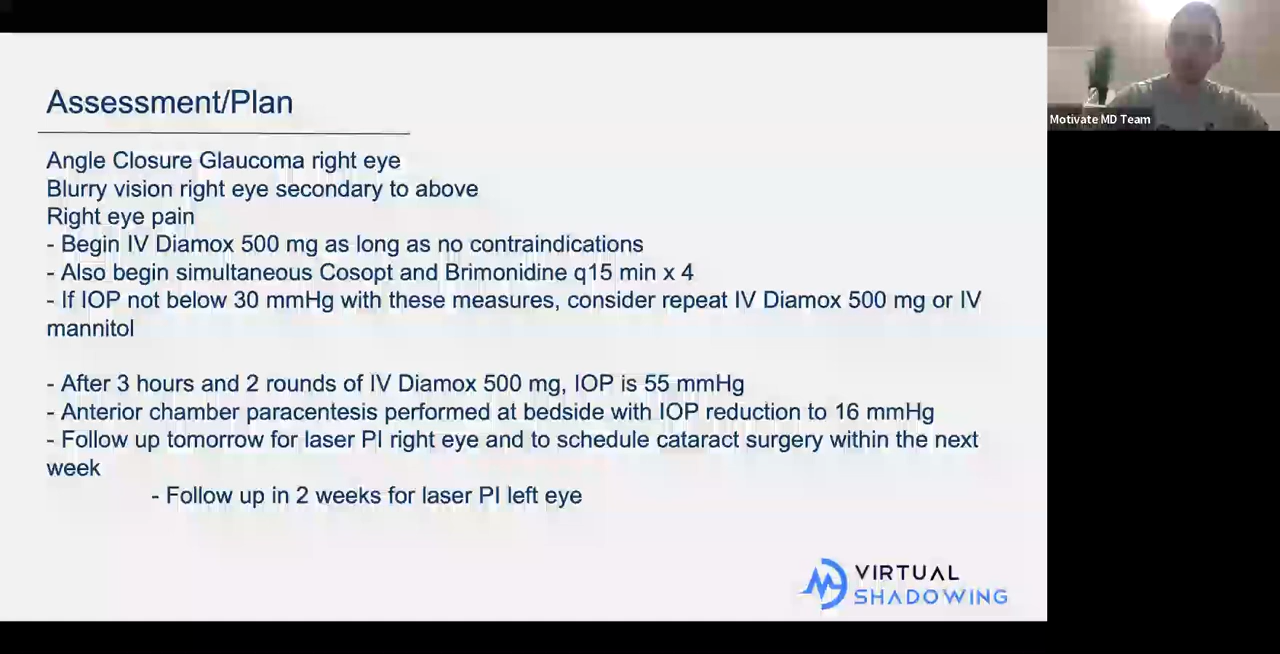 Assessment/Plan
Angle Closure Glaucoma right eye
Blurry vision right eye secondary to above
Right eye pain
- Begin IV Diamox 500 mg as long as no contraindications
- Also begin simultaneous Cosopt and Brimonidine q15 min x 4
- If IOP not below 30 mmHg with these measures, consider repeat IV Diamox 500 mg or IV
mannitol
- After 3 hours and 2 rounds of IV Diamox 500 mg, IOP is 55 mmHg
- Anterior chamber paracentesis performed at bedside with IOP reduction to 16 mmHg
- Follow up tomorrow for laser PI right eye and to schedule cataract surgery within the next
week
- Follow up in 2 weeks for laser PI left eye
VIRTUAL
SHADOWING
Motivate MD Team